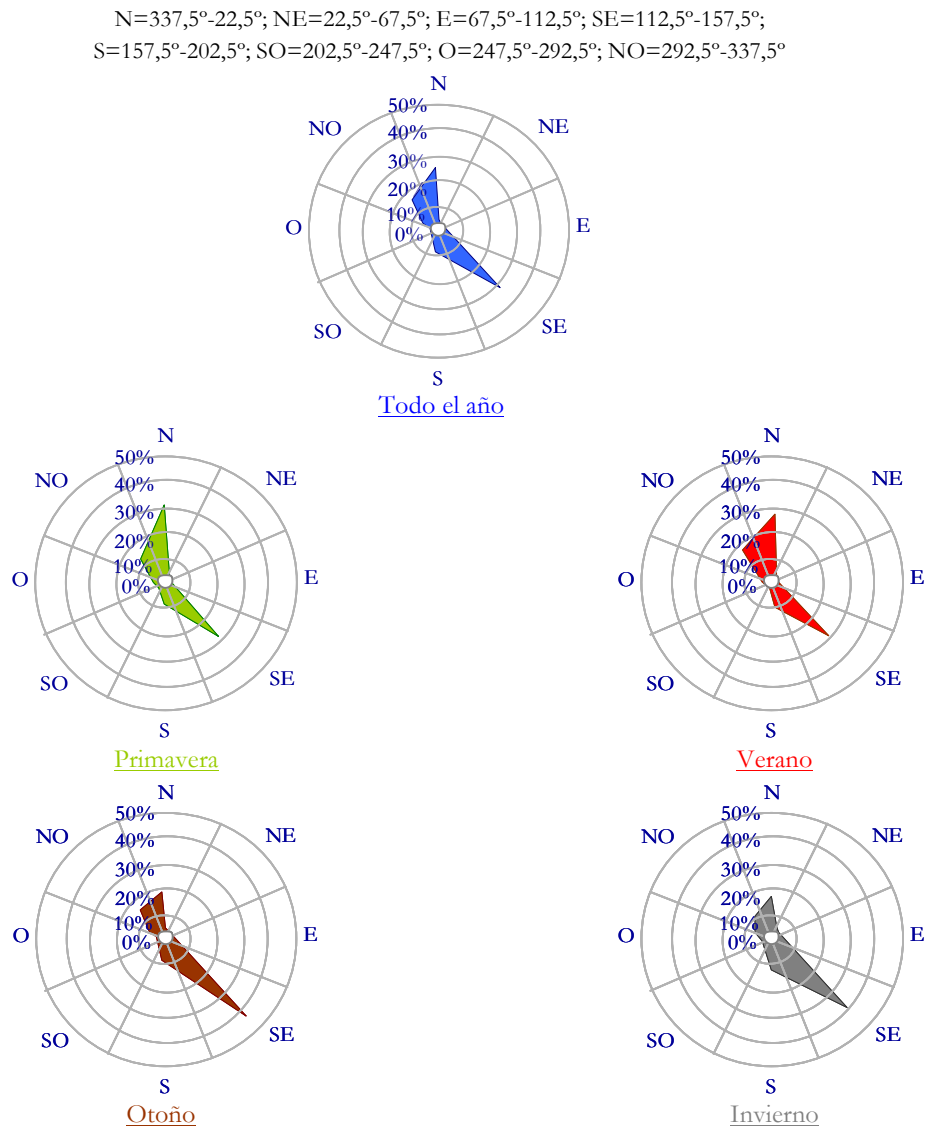 N=337,5º-22,5º; NE=22,5º-67,5º; E=67,5º-112,5º; SE=112,5º-157,5º;
S=157,5º-202,5º; SO=202,5º-247,5º; O=247,5º-292,5º; NO=292,5º-337,5º
N
50%
NO
NE
40%
30%
20%
10%
O
0%
E
SO
SE
S
Todo el año
N
50%
NO
NE
40%
30%
20%
10%
O
0%
E
SO
SE
S
Primavera
N
50%
NO
NE
40%
30%
20%
10%
O
0%
E
SO
SE
S
Verano
N
50%
NO
NE
40%
30%
20%
10%
O
0%
E
SO
SE
S
Otoño
N
50%
NO
NE
40%
30%
20%
10%
O
0%
E
SO
SE
S
Invierno